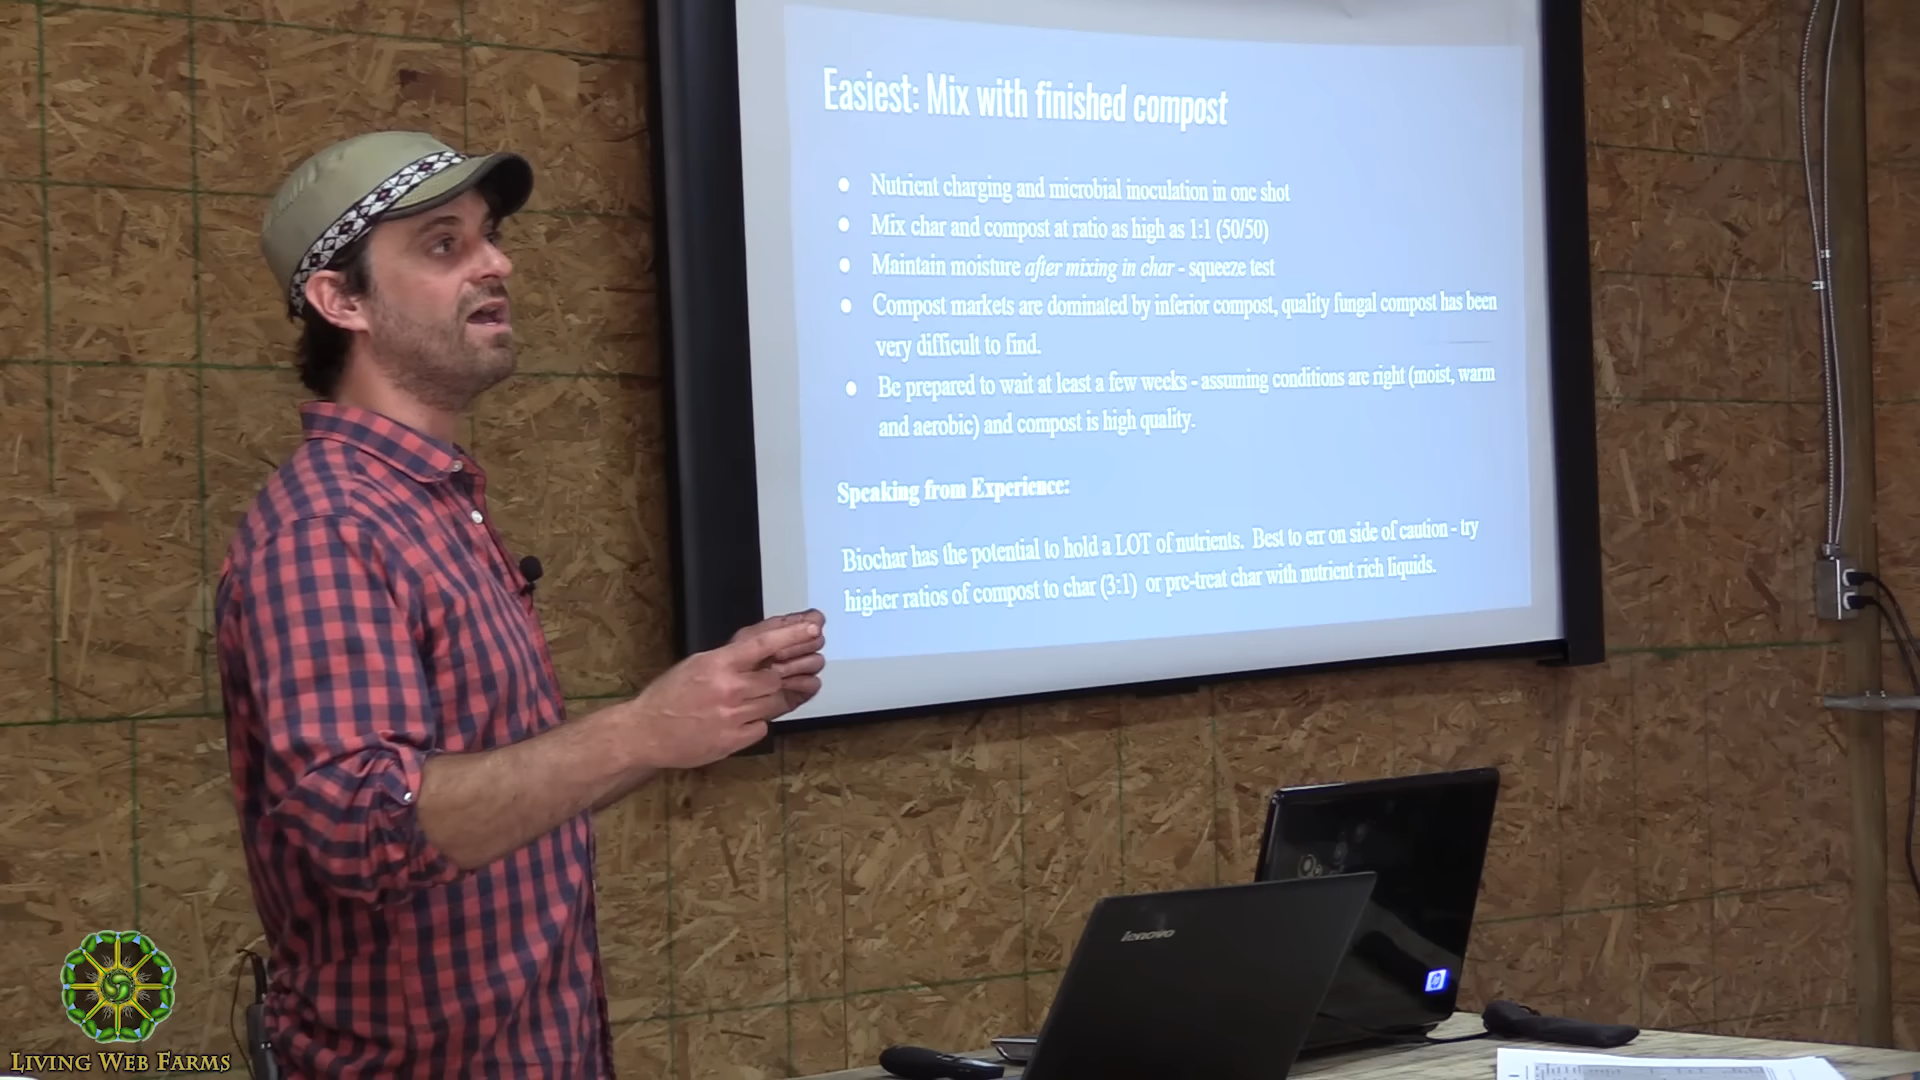 Easiest: Mix with finished compost
● Nutrient charging and microbial inoculation in one shot
● Mix char and compost at ratio as high as 1:1 (50/50)
● Maintain moisture after mixing in char - squeeze test
● Compost markets are dominated by inferior compost, quality fungal compost has been
very difficult to find.
● Be prepared to wait at least a few weeks - assuming conditions are right (moist, warm
and aerobic) and compost is high quality.
Speaking from Experience:
Biochar has the potential to hold a LOT of nutrients. Best to err on side of caution - try
higher ratios of compost to char (3:1) or pre-treat char with nutrient rich liquids.
lenovo
hp
LIVING WEB FARMS